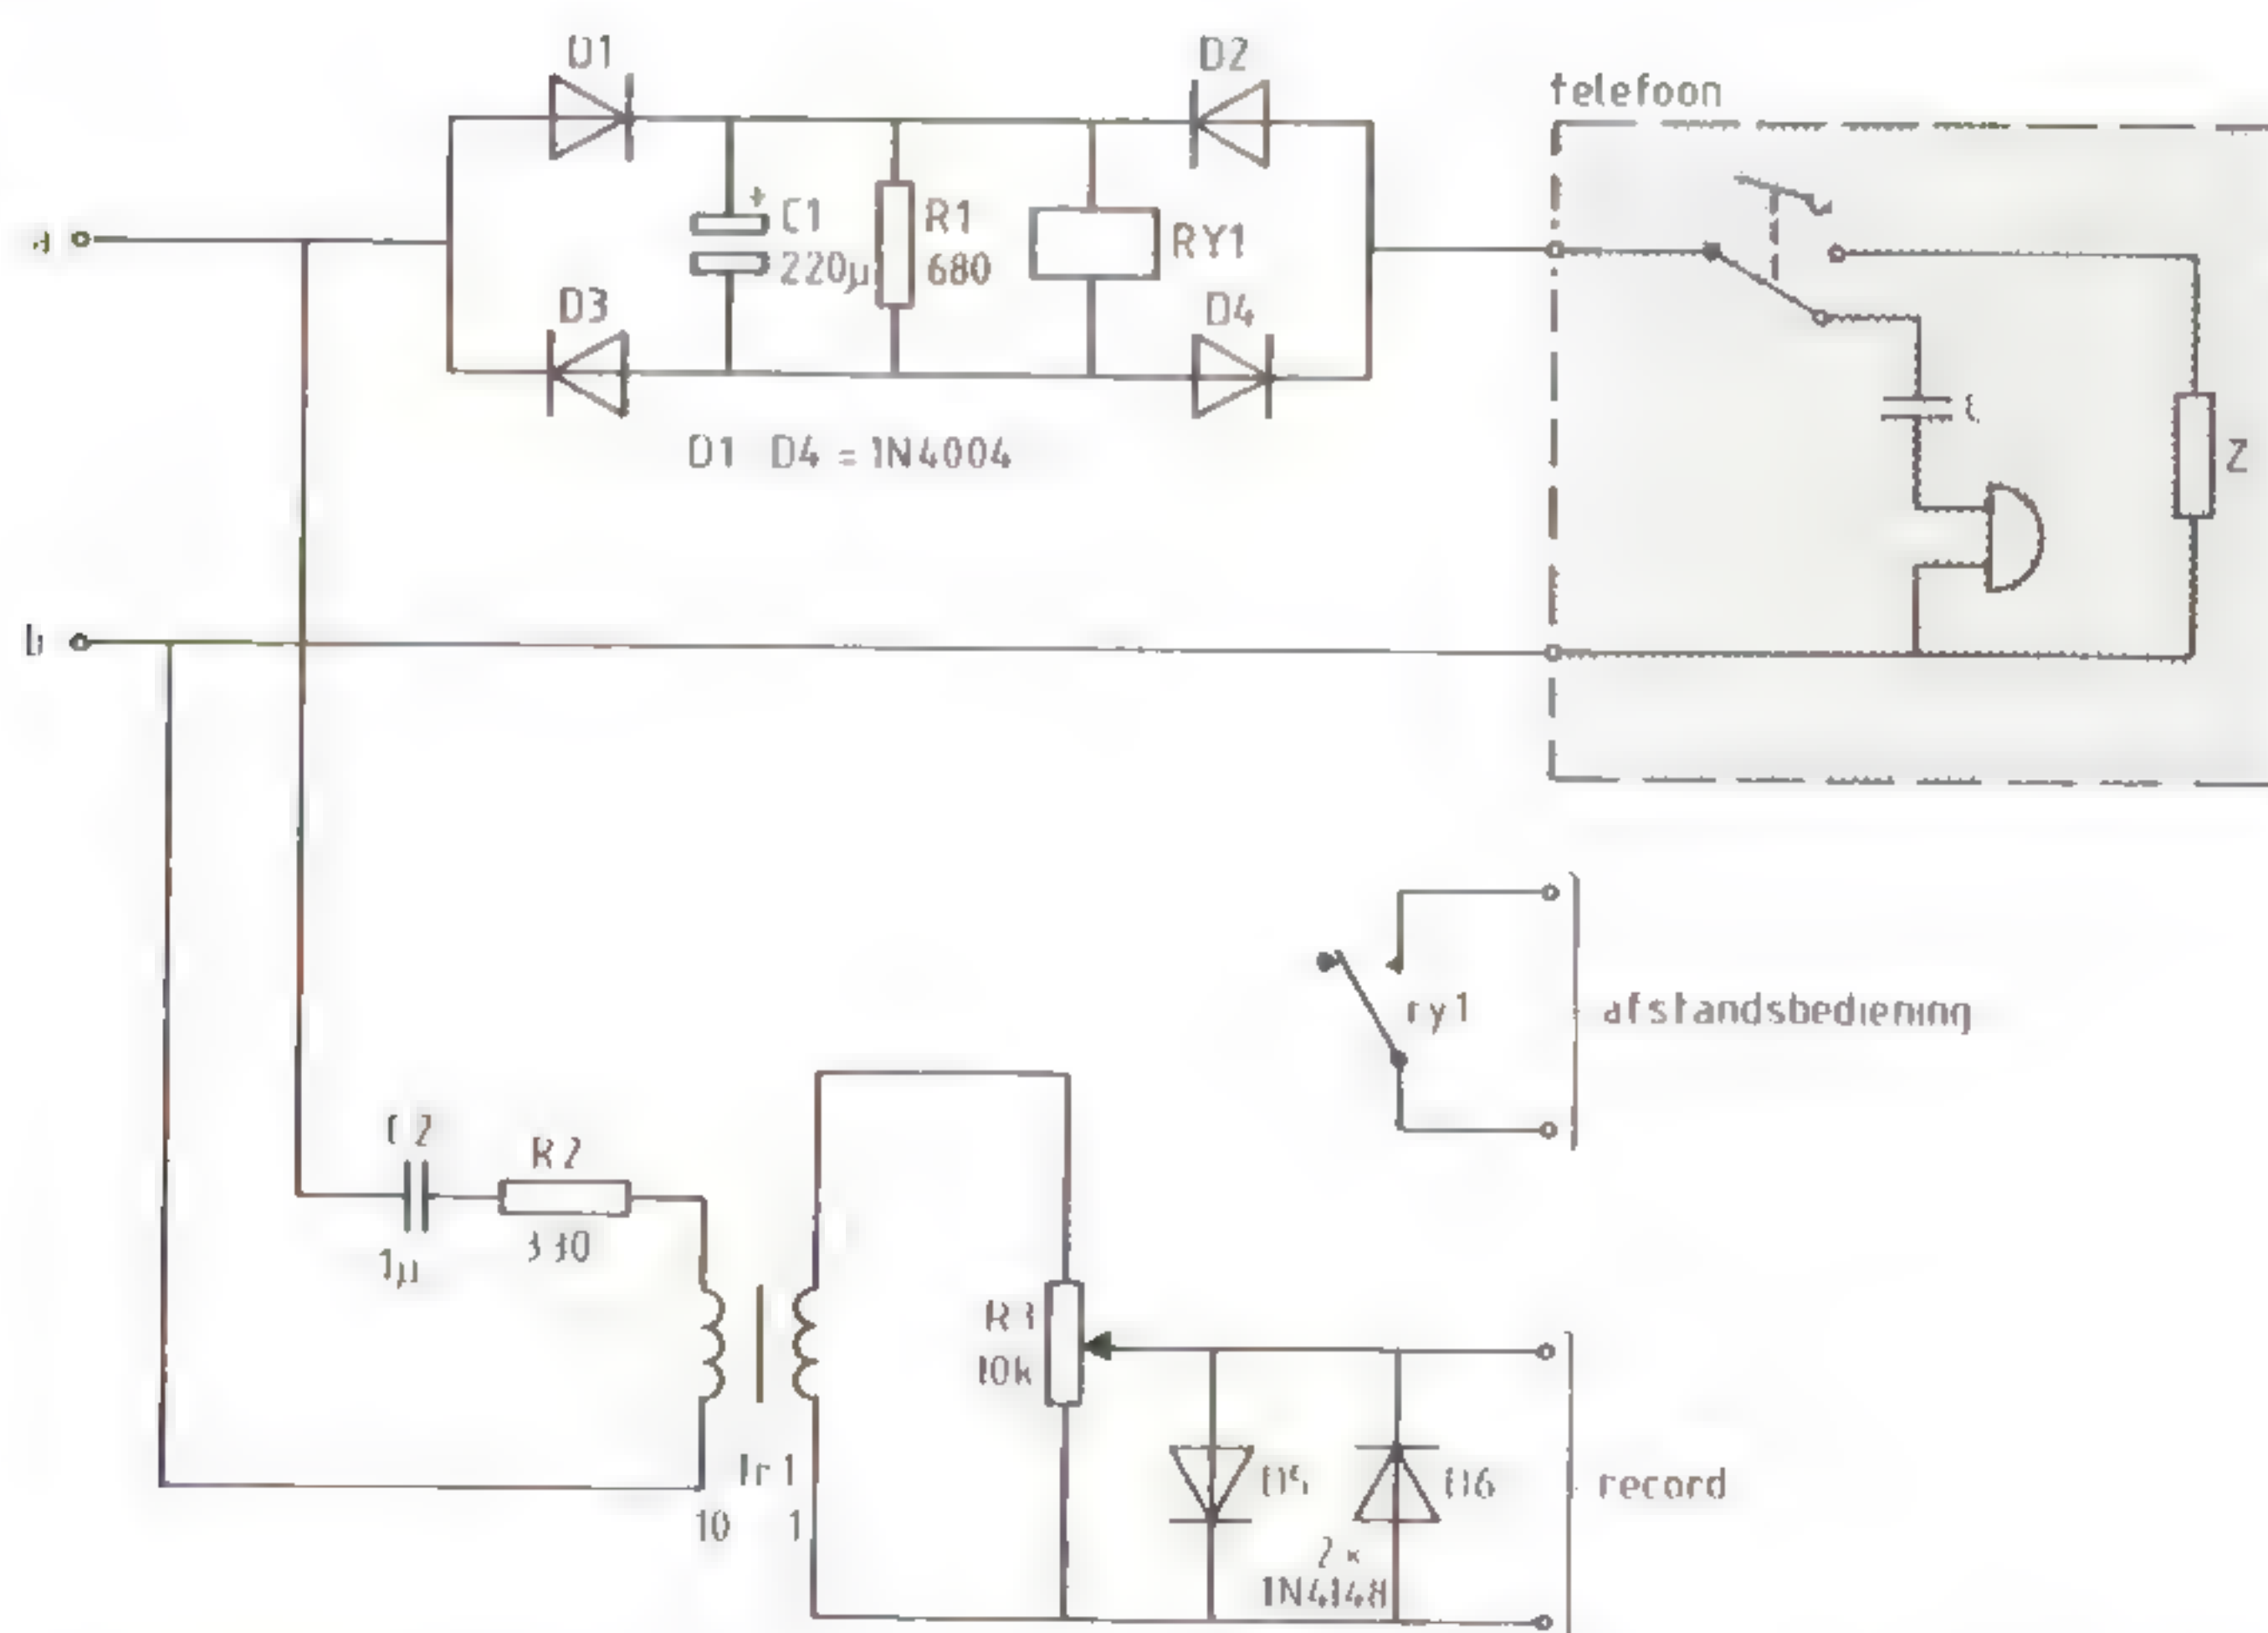 D1
D2
telefoon
a
+ C1
220µ
R1
680
RY1
D3
D4
D1 D4 = 1N4004
Z
b
ry1
afstandsbediening
C2
R2
1µ
330
R3
10k
Tr1
10
1
D5
D6
2x
1N4148
record